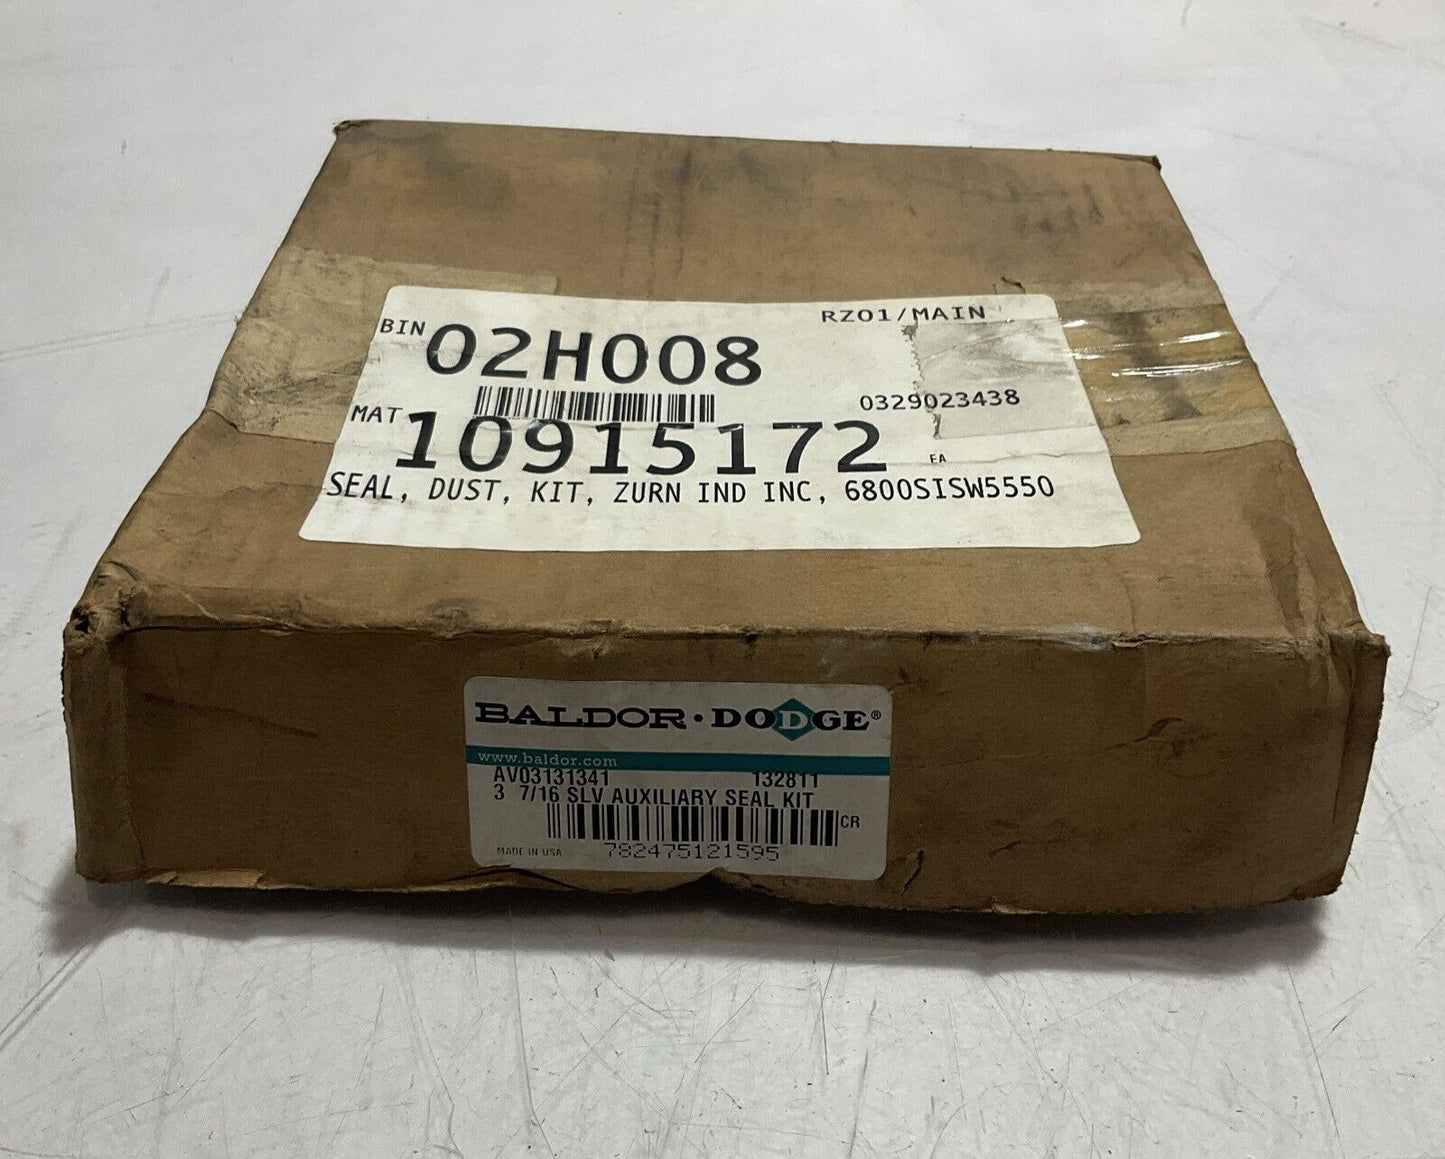 RZ01/MAIN
BIN 02H008
0329023438
MAT 10915172 EA
SEAL, DUST, KIT, ZURN IND INC, 6800SISW5550
BALDOR · DODGE®
www.baldor.com
AV03131341 132811
3 7/16 SLV AUXILIARY SEAL KIT
CR
MADE IN USA 782475121595